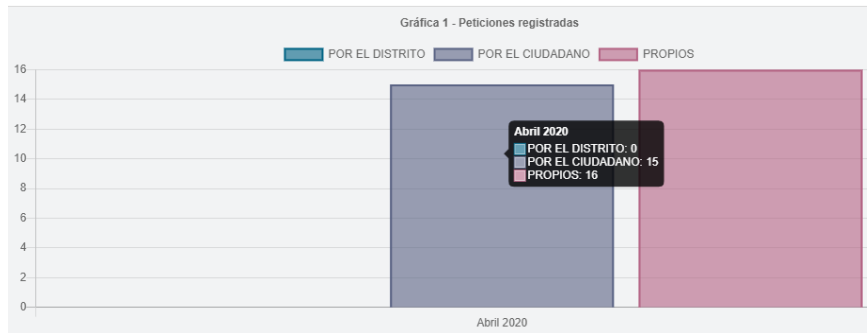 Gráfica 1 - Peticiones registradas
POR EL DISTRITO POR EL CIUDADANO PROPIOS
16
14
12
10
8
6
4
2
0
Abril 2020
POR EL DISTRITO: 0
POR EL CIUDADANO: 15
PROPIOS: 16
Abril 2020